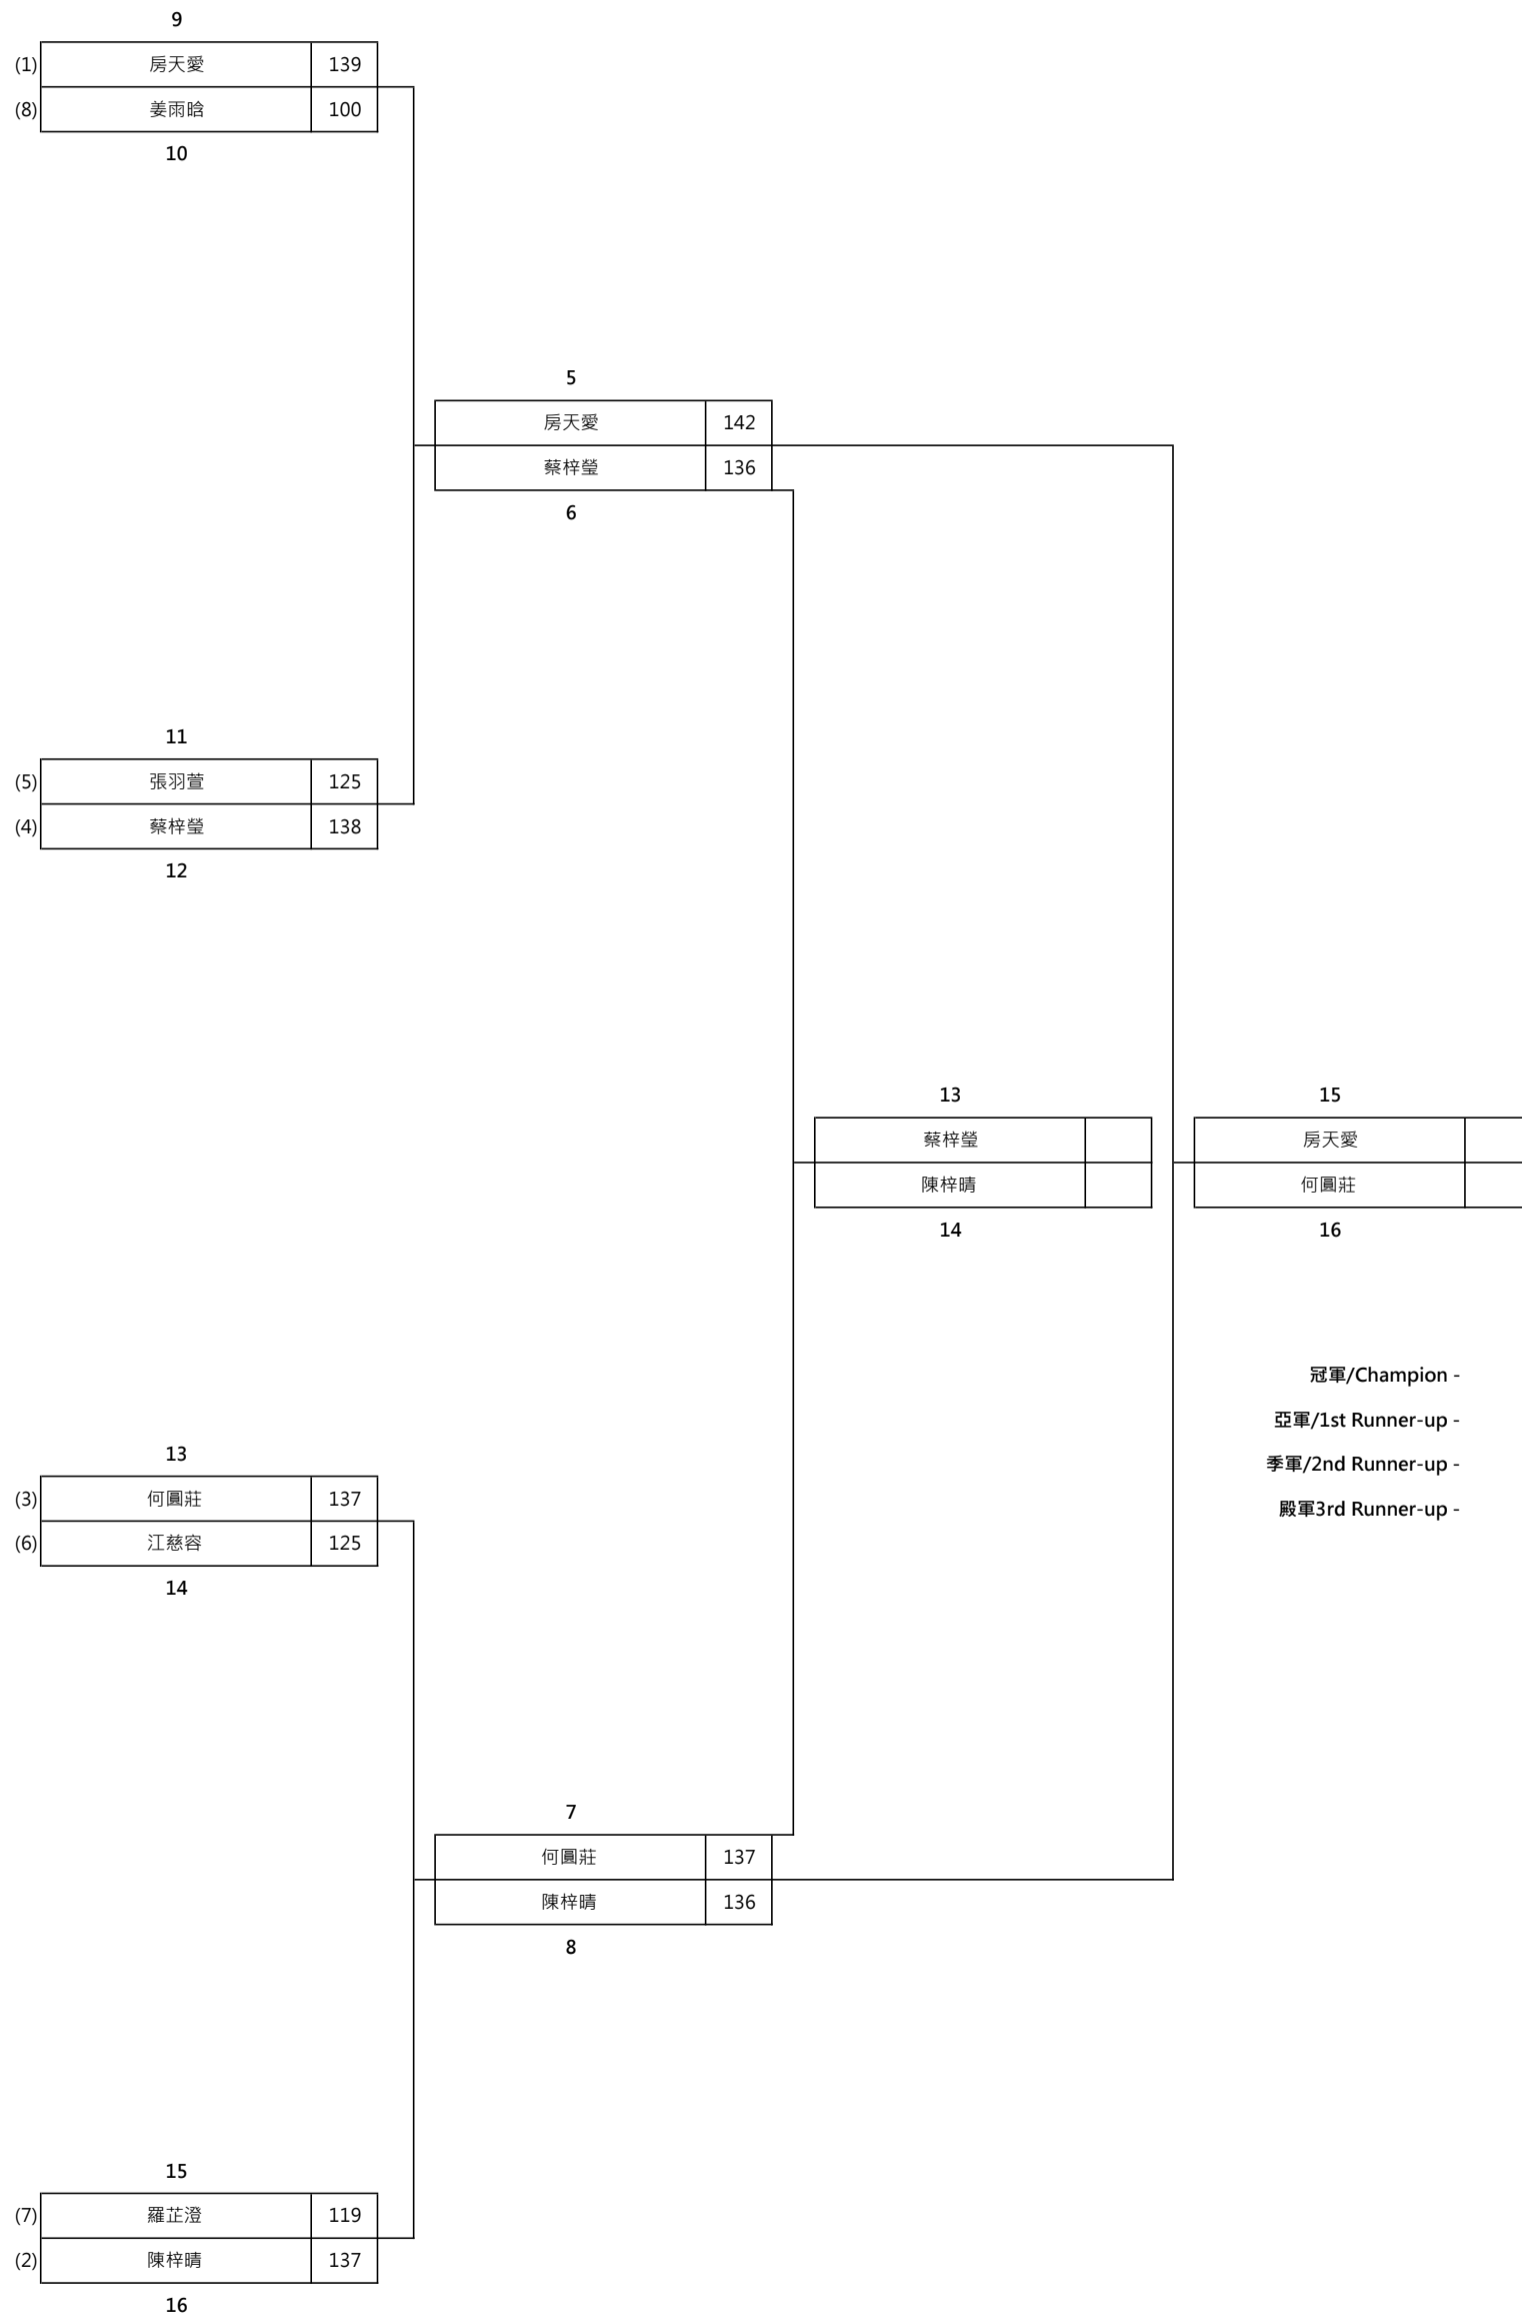 9
(1) 房天愛 139
(8) 姜雨晗 100
10
5
房天愛 142
蔡梓瑩 136
6
11
(5) 張羽萱 125
(4) 蔡梓瑩 138
12
13
蔡梓瑩
陳梓晴
14
15
房天愛
何圓莊
16
冠軍/Champion -
亞軍/1st Runner-up -
季軍/2nd Runner-up -
殿軍3rd Runner-up -
13
(3) 何圓莊 137
(6) 江慈容 125
14
7
何圓莊 137
陳梓晴 136
8
15
(7) 羅芷澄 119
(2) 陳梓晴 137
16